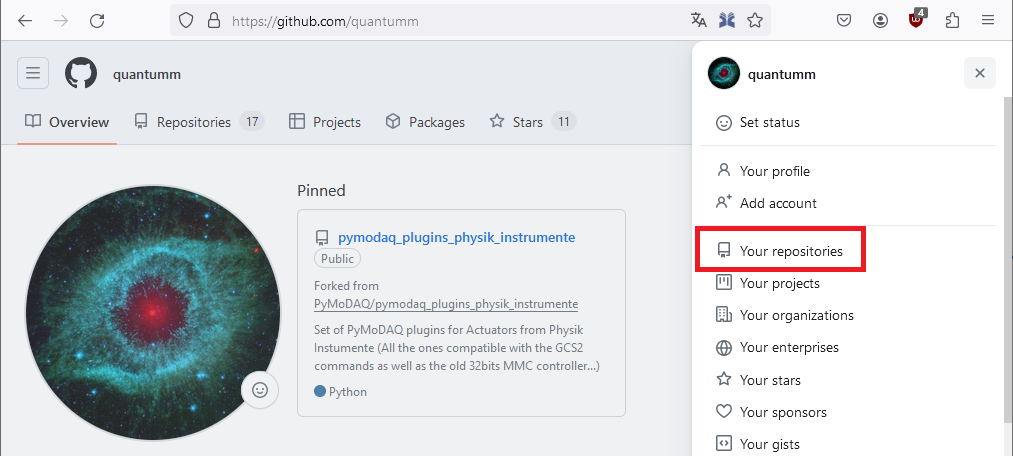 https://github.com/quantumm
4
quantumm
Overview
Repositories 17
Projects
Packages
Stars 11
Pinned
pymodaq_plugins_physik_instrumente
Public
Forked from
PyMoDAQ/pymodaq_plugins_physik_instrumente
Set of PyMoDAQ plugins for Actuators from Physik
Instumente (All the ones compatible with the GCS2
commands as well as the old 32bits MMC controller...)
Python
quantumm
Set status
Your profile
Add account
Your repositories
Your projects
Your organizations
Your enterprises
Your stars
Your sponsors
Your gists